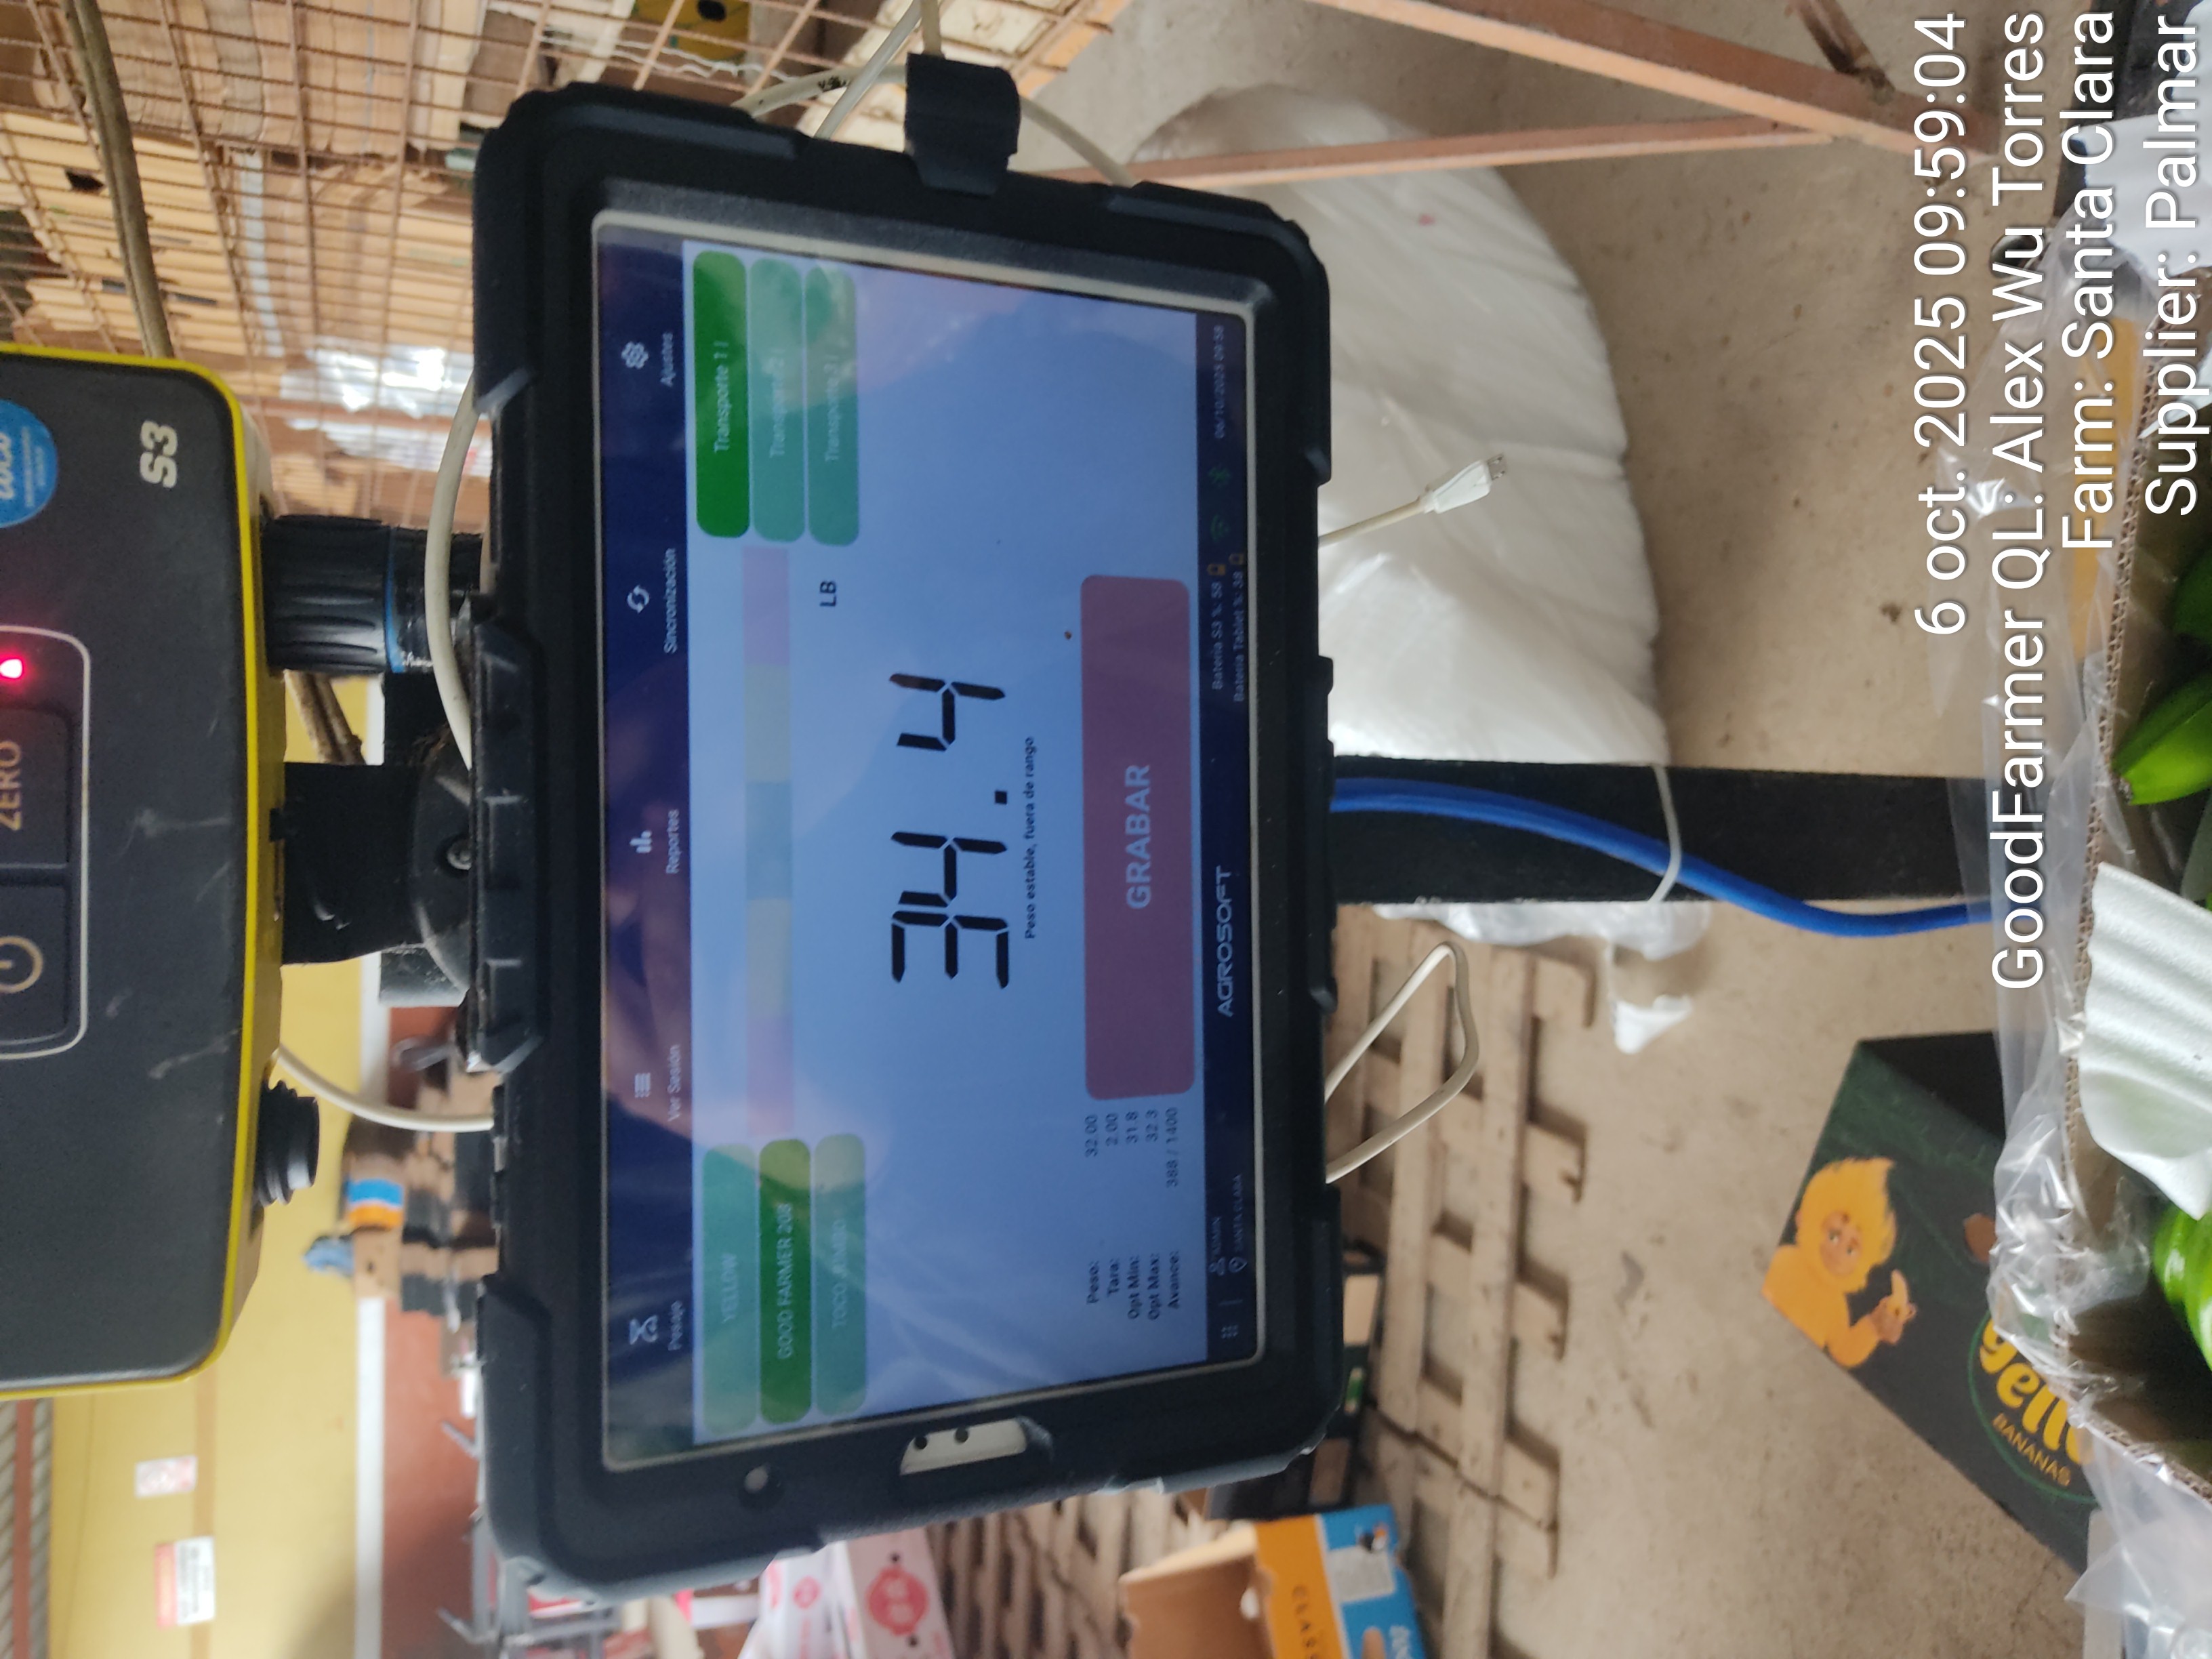 ZERO
S3
Pesaje
Ver Sesión
Reportes
Sincronización
Ajustes
YELLOW
GOOD FARMER 208
TOCO JUMBO
Transporte 1 |
Transporte 2 |
Transporte 3 |
LB
34.4
Peso estable, fuera de rango
Peso: 32.00
Tara: 2.00
Opt Min: 31.8
Opt Max: 32.3
Avance: 388 / 1400
GRABAR
ADMIN
SANTA CLARA
AGROSOFT
Bateria S3 %: 58
Bateria Tablet %: 38
06/10/2025 09:58
CLASS
BANANAS
6 oct. 2025 09:59:04
GoodFarmer QL: Alex Wu Torres
Farm: Santa Clara
Supplier: Palmar